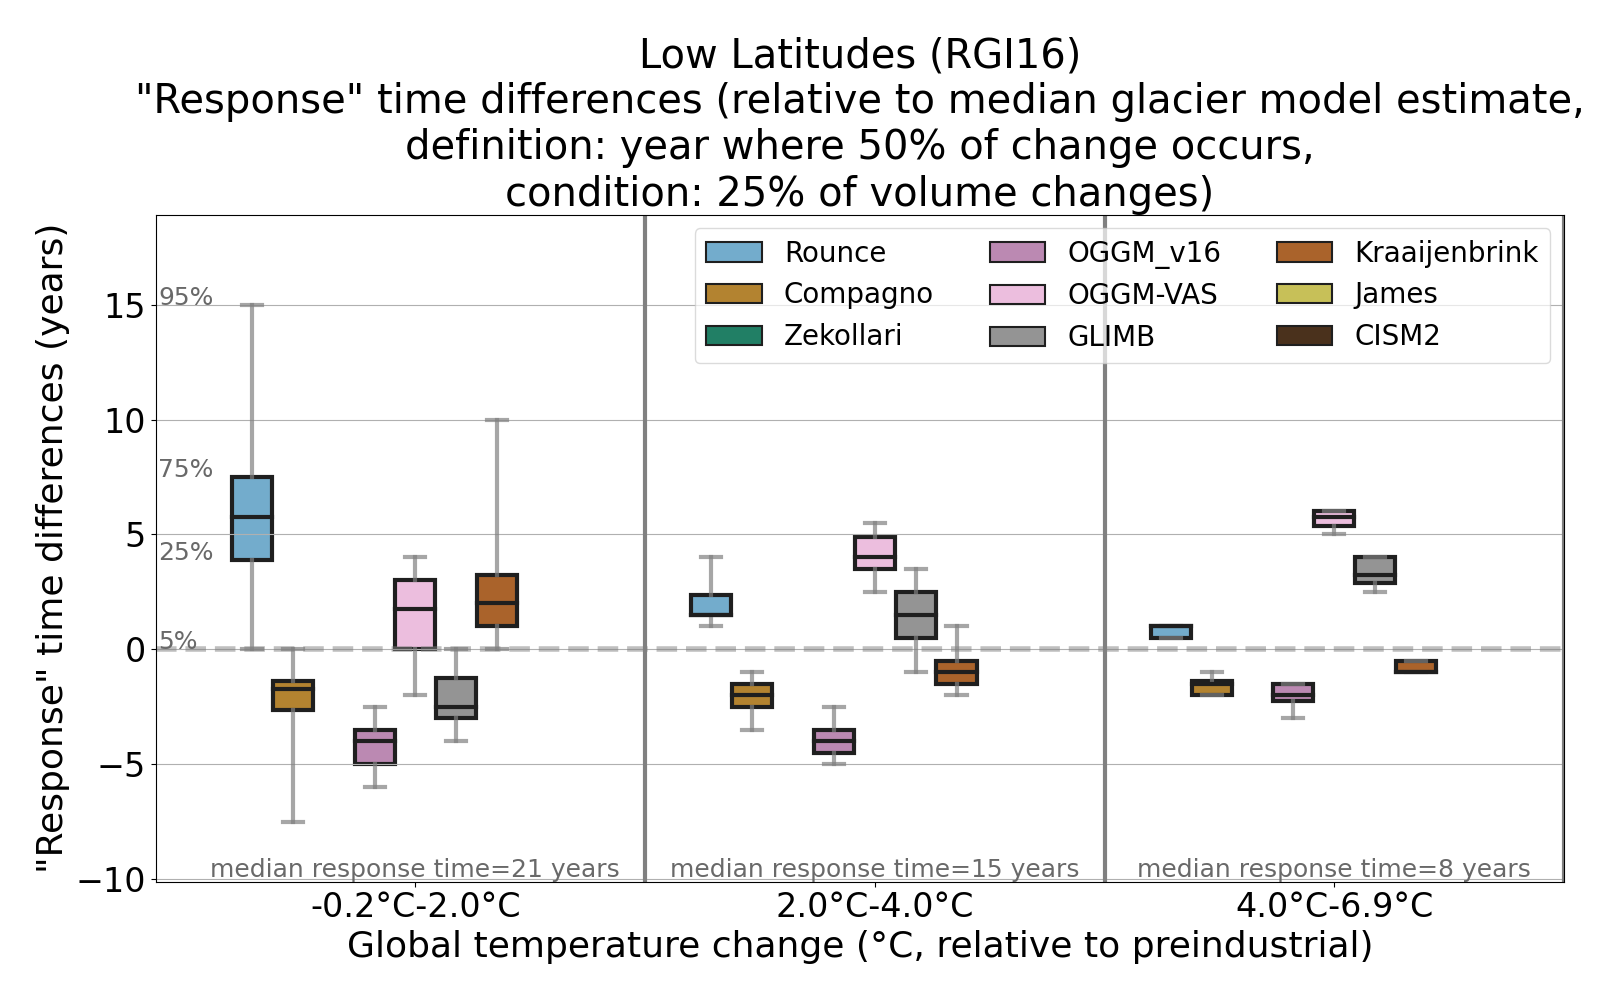 Low Latitudes (RGI16)
"Response" time differences (relative to median glacier model estimate,
definition: year where 50% of change occurs,
condition: 25% of volume changes)
"Response" time differences (years)
15
10
5
0
−5
−10
95%
75%
25%
5%
Rounce
Compagno
Zekollari
OGGM_v16
OGGM-VAS
GLIMB
Kraaijenbrink
James
CISM2
median response time=21 years
median response time=15 years
median response time=8 years
-0.2°C-2.0°C
2.0°C-4.0°C
4.0°C-6.9°C
Global temperature change (°C, relative to preindustrial)